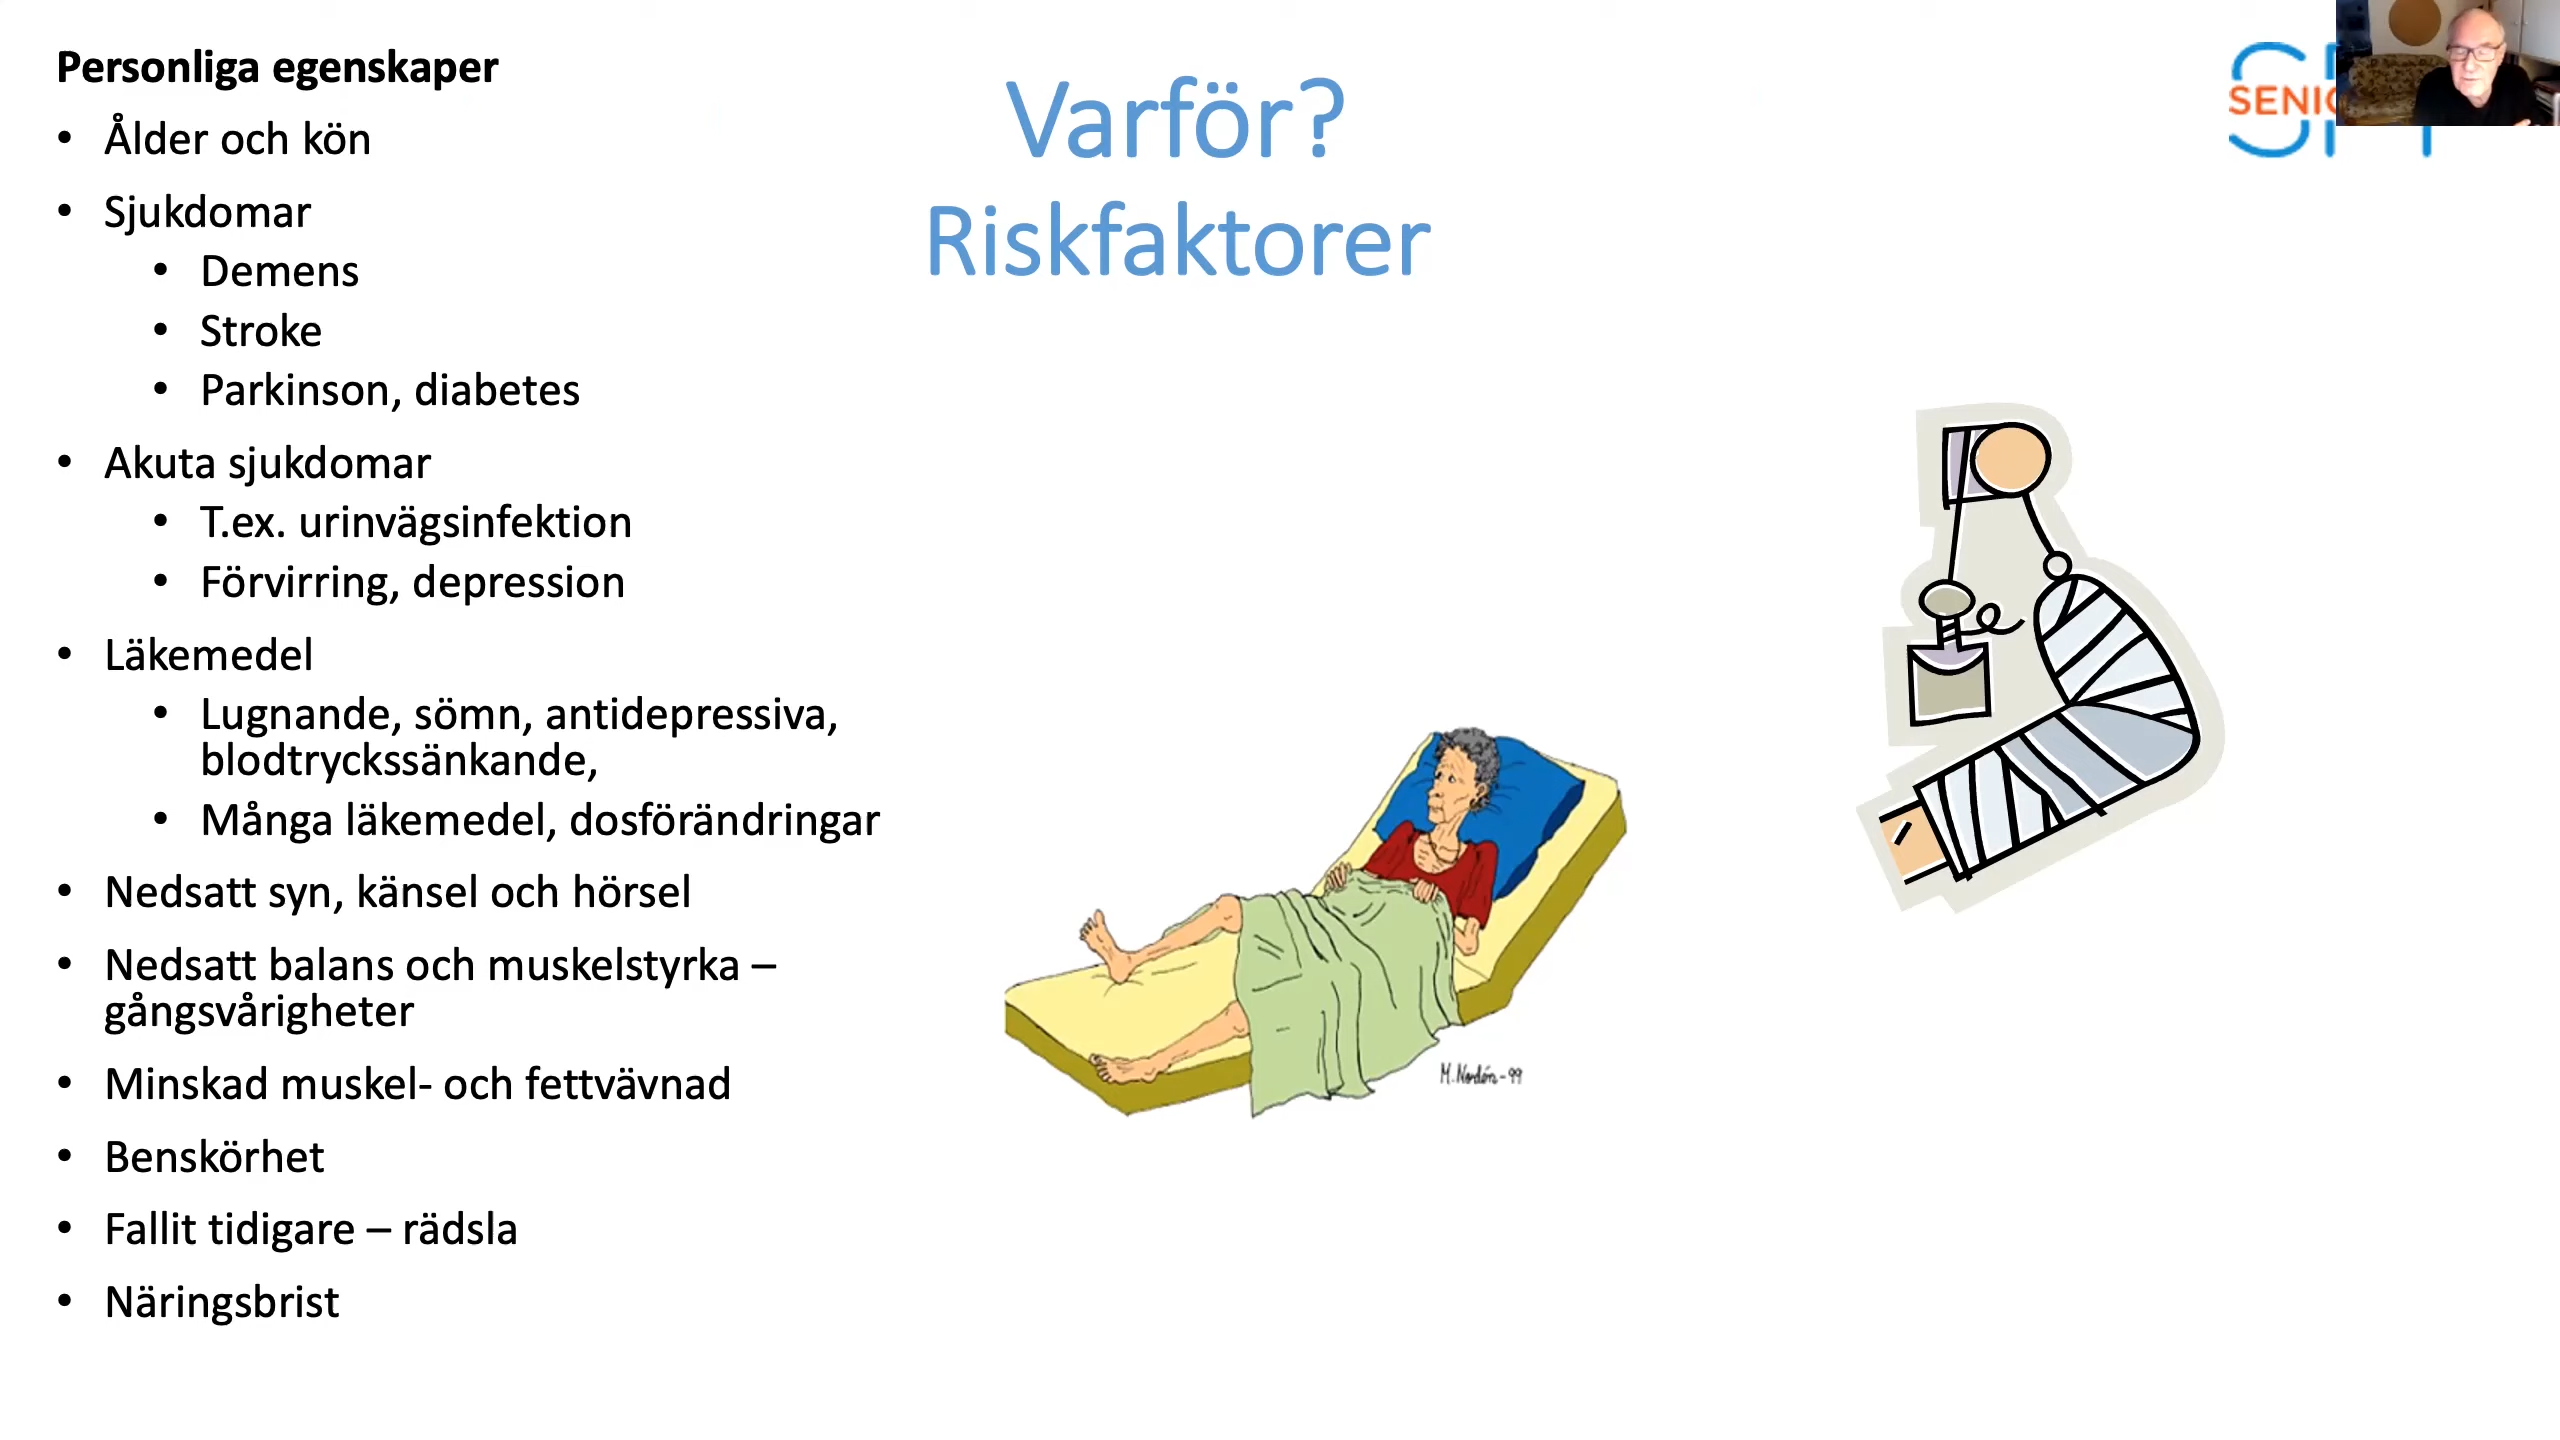 Personliga egenskaper
• Ålder och kön
• Sjukdomar
• Demens
• Stroke
• Parkinson, diabetes
• Akuta sjukdomar
• T.ex. urinvägsinfektion
• Förvirring, depression
• Läkemedel
• Lugnande, sömn, antidepressiva,
blodtryckssänkande,
• Många läkemedel, dosförändringar
• Nedsatt syn, känsel och hörsel
• Nedsatt balans och muskelstyrka –
gångsvårigheter
• Minskad muskel- och fettvävnad
• Benskörhet
• Fallit tidigare – rädsla
• Näringsbrist
Varför?
Riskfaktorer
M. Nordén-99